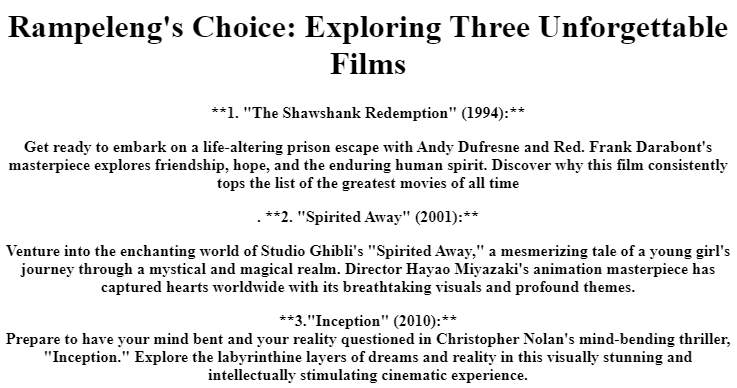 Rampeleng's Choice: Exploring Three Unforgettable
Films
**1. "The Shawshank Redemption" (1994):**
Get ready to embark on a life-altering prison escape with Andy Dufresne and Red. Frank Darabont's
masterpiece explores friendship, hope, and the enduring human spirit. Discover why this film consistently
tops the list of the greatest movies of all time
. **2. "Spirited Away" (2001):**
Venture into the enchanting world of Studio Ghibli's "Spirited Away," a mesmerizing tale of a young girl's
journey through a mystical and magical realm. Director Hayao Miyazaki's animation masterpiece has
captured hearts worldwide with its breathtaking visuals and profound themes.
**3."Inception" (2010):**
Prepare to have your mind bent and your reality questioned in Christopher Nolan's mind-bending thriller,
"Inception." Explore the labyrinthine layers of dreams and reality in this visually stunning and
intellectually stimulating cinematic experience.